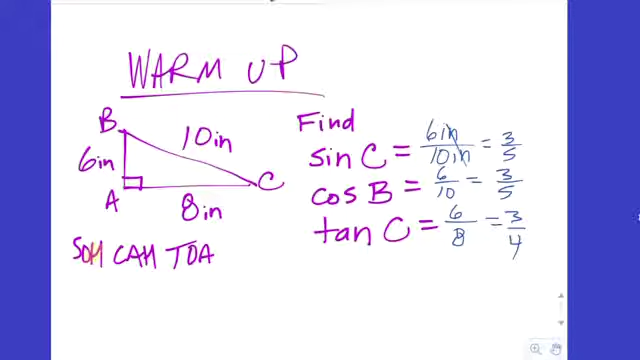 WARM UP
B
10in
6in
A
C
8in
SOH CAH TOA
Find
sin C = 6in/10in = 3/5
cos B = 6/10 = 3/5
tan C = 6/8 = 3/4